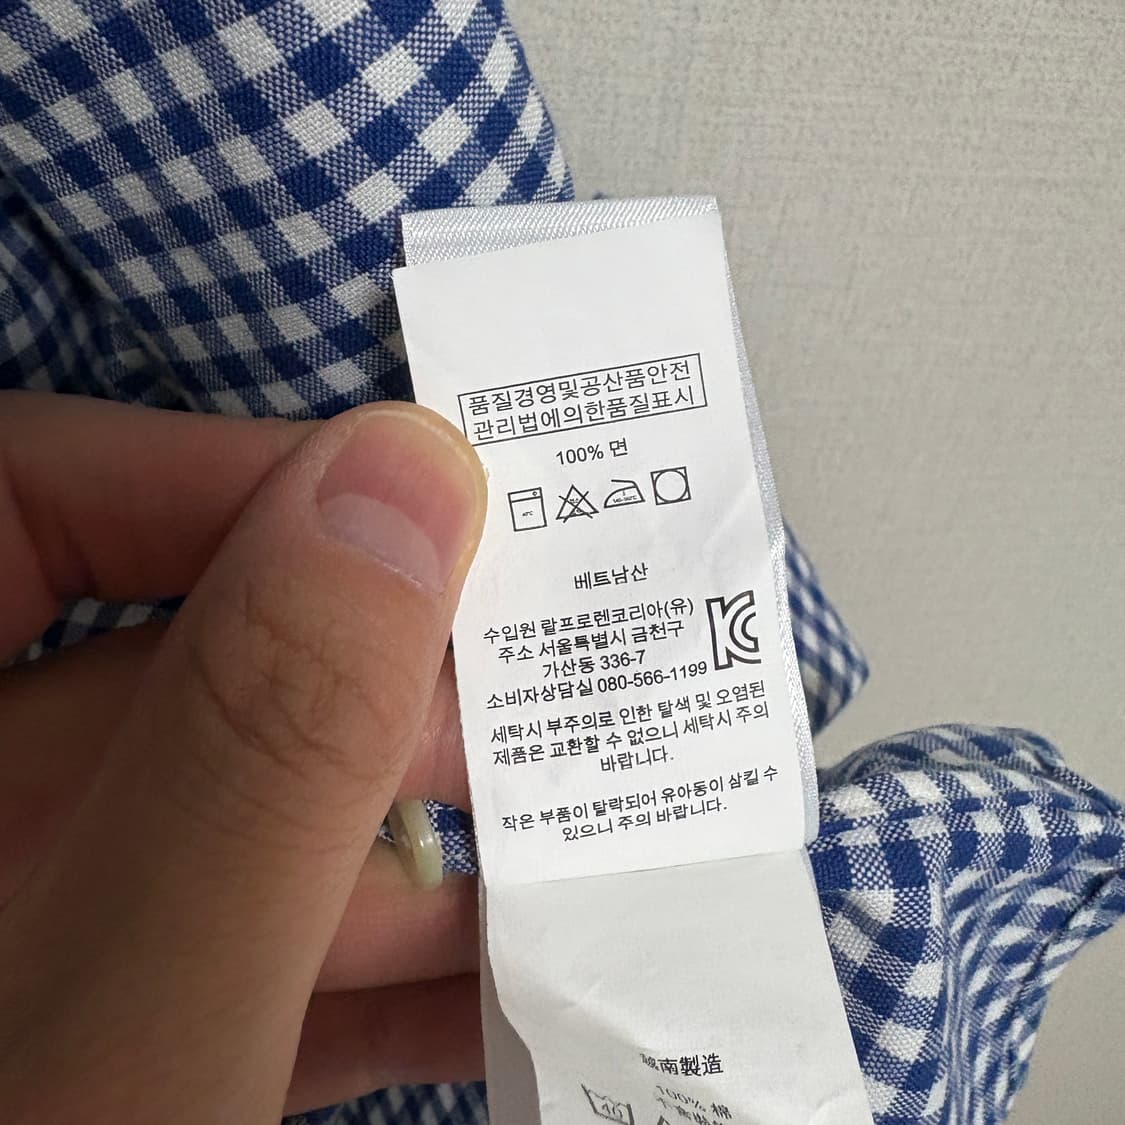 품질경영및공산품안전
관리법에의한품질표시
100% 면
40℃
베트남산
수입원 랄프로렌코리아(유)
주소 서울특별시 금천구
가산동 336-7
소비자상담실 080-566-1199
세탁시 부주의로 인한 탈색 및 오염된
제품은 교환할 수 없으니 세탁시 주의
바랍니다.
작은 부품이 탈락되어 유아동이 삼킬 수
있으니 주의 바랍니다.
越南製造
100% 棉
40